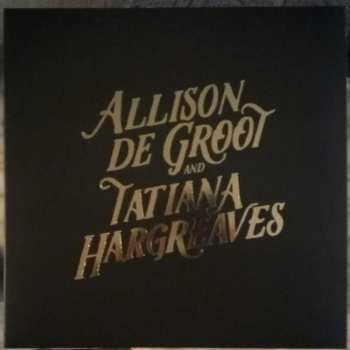 ALLISON
DE GROOT
AND
TATIANA
HARGREAVES